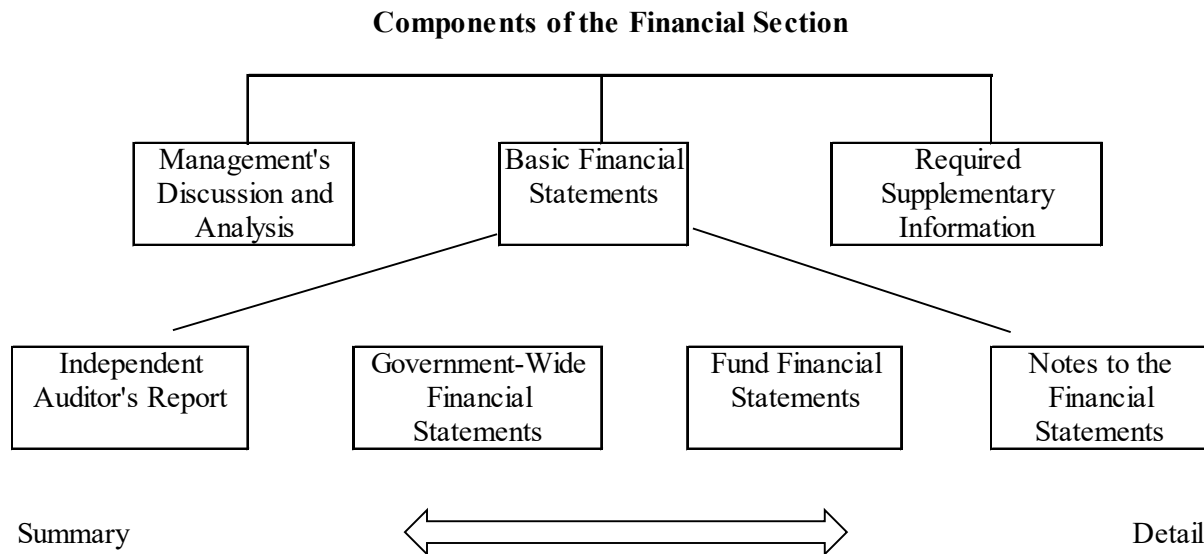 Components of the Financial Section
Management's
Discussion and
Analysis
Basic Financial
Statements
Required
Supplementary
Information
Independent
Auditor's Report
Government-Wide
Financial
Statements
Fund Financial
Statements
Notes to the
Financial
Statements
Summary
Detail